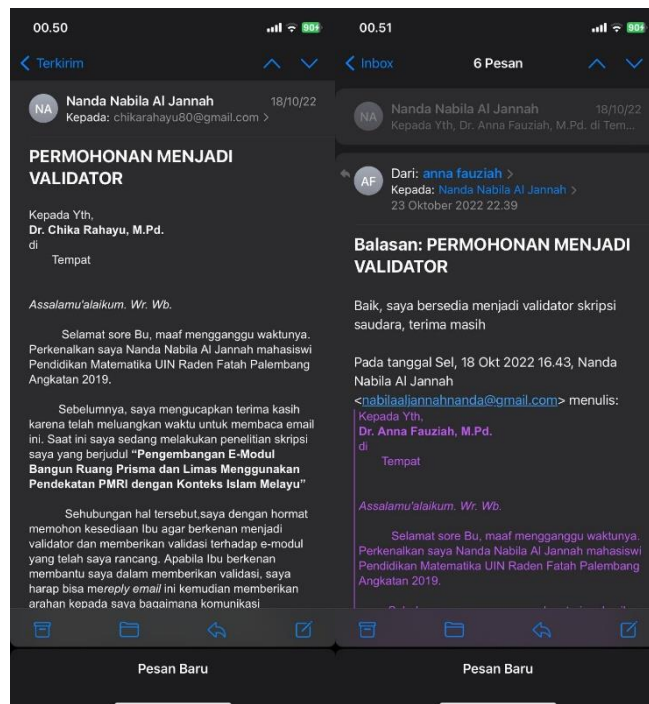 00.50
90
Terkirim
NA
Nanda Nabila Al Jannah
18/10/22
Kepada: chikarahayu80@gmail.com >
PERMOHONAN MENJADI
VALIDATOR
Kepada Yth,
Dr. Chika Rahayu, M.Pd.
di
Tempat
Assalamu'alaikum. Wr. Wb.
Selamat sore Bu, maaf mengganggu waktunya.
Perkenalkan saya Nanda Nabila Al Jannah mahasiswi
Pendidikan Matematika UIN Raden Fatah Palembang
Angkatan 2019.
Sebelumnya, saya mengucapkan terima kasih
karena telah meluangkan waktu untuk membaca email
ini. Saat ini saya sedang melakukan penelitian skripsi
saya yang berjudul “Pengembangan E-Modul
Bangun Ruang Prisma dan Limas Menggunakan
Pendekatan PMRI dengan Konteks Islam Melayu”
Sehubungan hal tersebut,saya dengan hormat
memohon kesediaan Ibu agar berkenan menjadi
validator dan memberikan validasi terhadap e-modul
yang telah saya rancang. Apabila Ibu berkenan
membantu saya dalam memberikan validasi, saya
harap bisa mereply email ini kemudian memberikan
arahan kepada saya bagaimana komunikasi
Pesan Baru
00.51
90
Inbox
6 Pesan
NA
Nanda Nabila Al Jannah
18/10/22
Kepada Yth, Dr. Anna Fauziah, M.Pd. di Tem...
AF
Dari: anna fauziah >
Kepada: Nanda Nabila Al Jannah >
23 Oktober 2022 22.39
Balasan: PERMOHONAN MENJADI
VALIDATOR
Baik, saya bersedia menjadi validator skripsi
saudara, terima masih
Pada tanggal Sel, 18 Okt 2022 16.43, Nanda
Nabila Al Jannah
<nabilaaljannahnanda@gmail.com> menulis:
Kepada Yth,
Dr. Anna Fauziah, M.Pd.
di
Tempat
Assalamu'alaikum. Wr. Wb.
Selamat sore Bu, maaf mengganggu waktunya.
Perkenalkan saya Nanda Nabila Al Jannah mahasiswi
Pendidikan Matematika UIN Raden Fatah Palembang
Angkatan 2019.
Pesan Baru